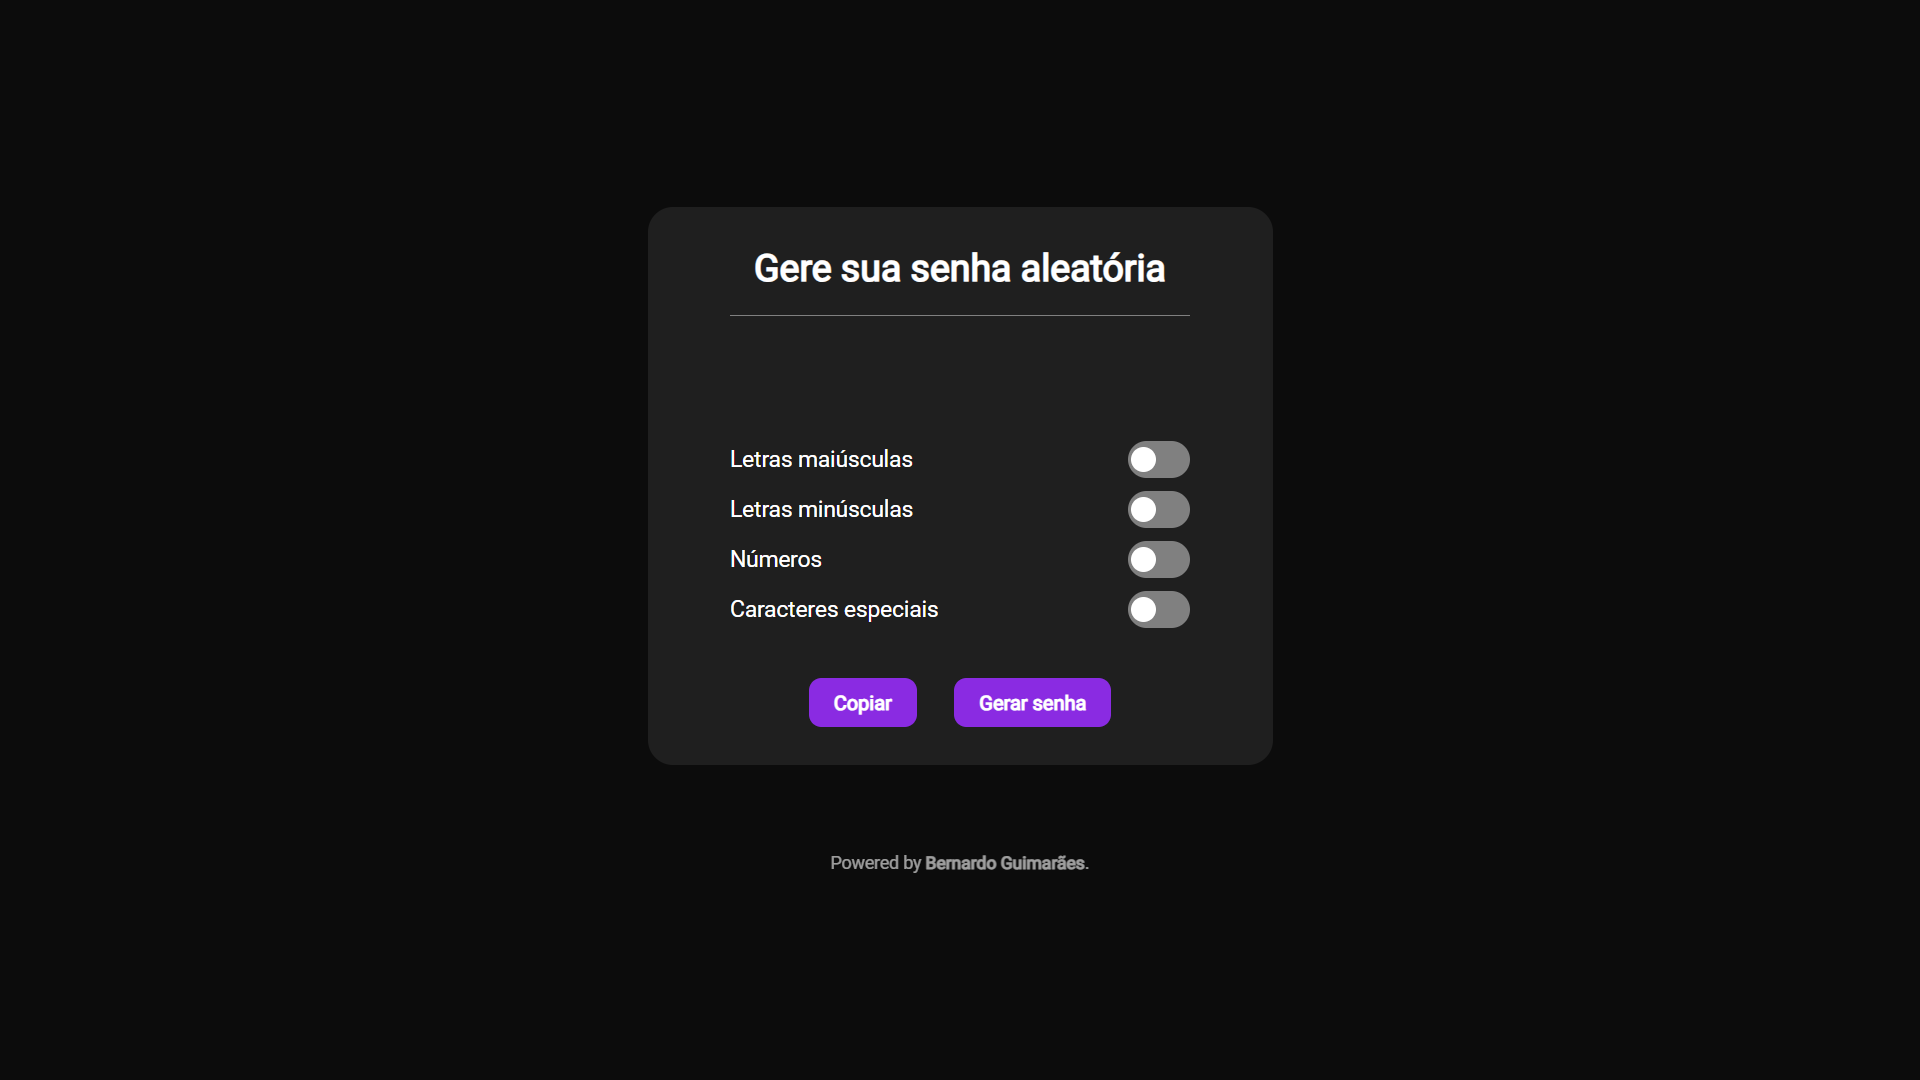 Gere sua senha aleatória
Letras maiúsculas
Letras minúsculas
Números
Caracteres especiais
Copiar Gerar senha
Powered by Bernardo Guimarães.